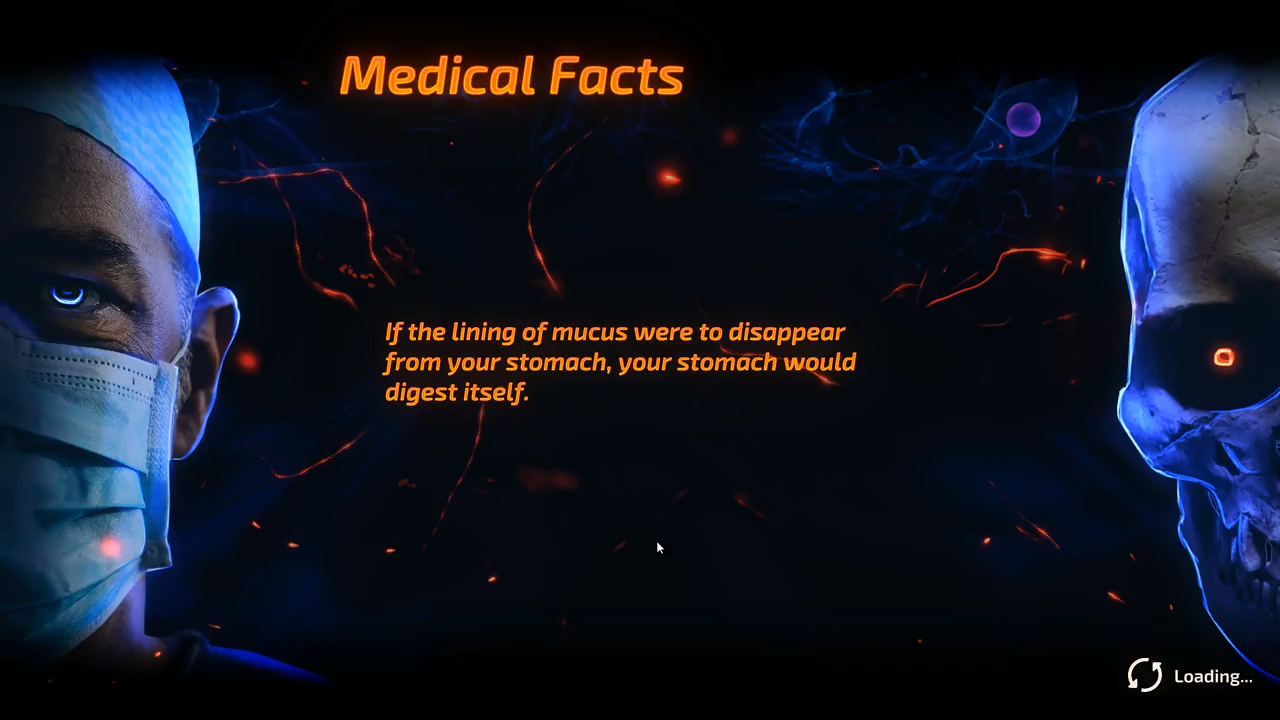 Medical Facts
If the lining of mucus were to disappear
from your stomach, your stomach would
digest itself.
Loading...